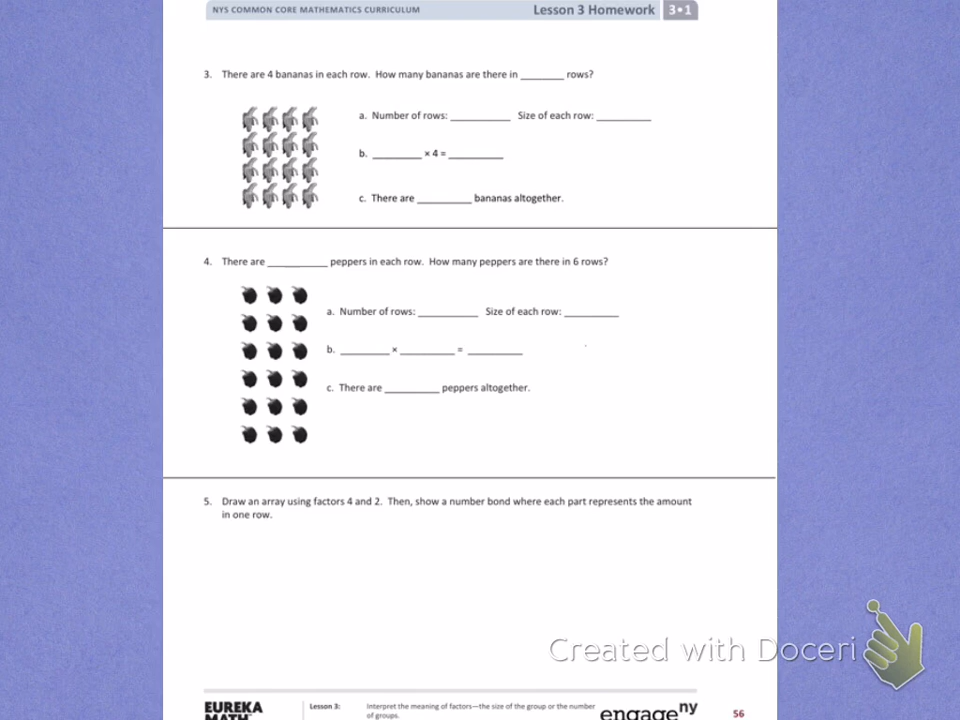 NYS COMMON CORE MATHEMATICS CURRICULUM Lesson 3 Homework 3•1
3. There are 4 bananas in each row. How many bananas are there in ________ rows?
a. Number of rows: ___________ Size of each row: __________
b. _________ × 4 = __________
c. There are __________ bananas altogether.
4. There are ___________ peppers in each row. How many peppers are there in 6 rows?
a. Number of rows: ___________ Size of each row: __________
b. _________ × __________ = __________
c. There are __________ peppers altogether.
5. Draw an array using factors 4 and 2. Then, show a number bond where each part represents the amount
in one row.
Created with Doceri
EUREKA
MATH
Lesson 3: Interpret the meaning of factors—the size of the group or the number
of groups.
engageny
56